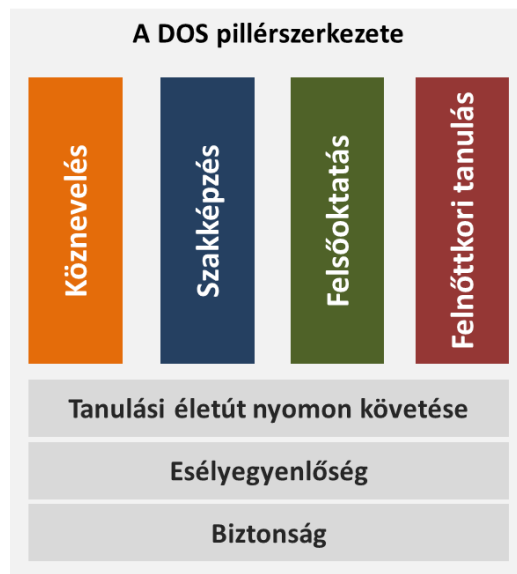 A DOS pillérszerkezete
Köznevelés
Szakképzés
Felsőoktatás
Felnőttkori tanulás
Tanulási életút nyomon követése
Esélyegyenlőség
Biztonság